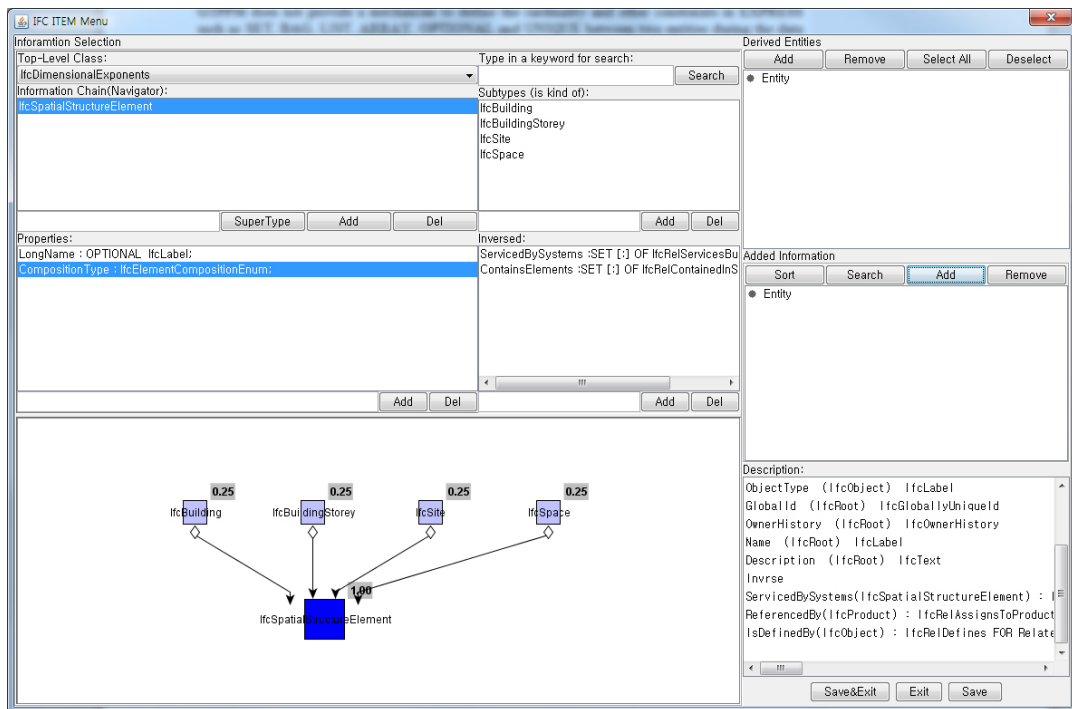 IFC ITEM Menu
Inforamtion Selection
Top-Level Class:
IfcDimensionalExponents
Type in a keyword for search:
Search
Information Chain(Navigator):
IfcSpatialStructureElement
Subtypes (is kind of):
IfcBuilding
IfcBuildingStorey
IfcSite
IfcSpace
SuperType Add Del
Add Del
Properties:
LongName : OPTIONAL IfcLabel;
CompositionType : IfcElementCompositionEnum;
Inversed:
ServicedBySystems :SET [:] OF IfcRelServicesBu
ContainsElements :SET [:] OF IfcRelContainedInS
Add Del
Add Del
0.25 0.25 0.25 0.25
IfcBuilding IfcBuildingStorey IfcSite IfcSpace
1.00
IfcSpatialStructureElement
Derived Entities
Add Remove Select All Deselect
Entity
Added Information
Sort Search Add Remove
Entity
Description:
ObjectType (IfcObject) IfcLabel
GlobalId (IfcRoot) IfcGloballyUniqueId
OwnerHistory (IfcRoot) IfcOwnerHistory
Name (IfcRoot) IfcLabel
Description (IfcRoot) IfcText
Invrse
ServicedBySystems(IfcSpatialStructureElement) : I
ReferencedBy(IfcProduct) : IfcRelAssignsToProduct
IsDefinedBy(IfcObject) : IfcRelDefines FOR Relate
Save&Exit Exit Save